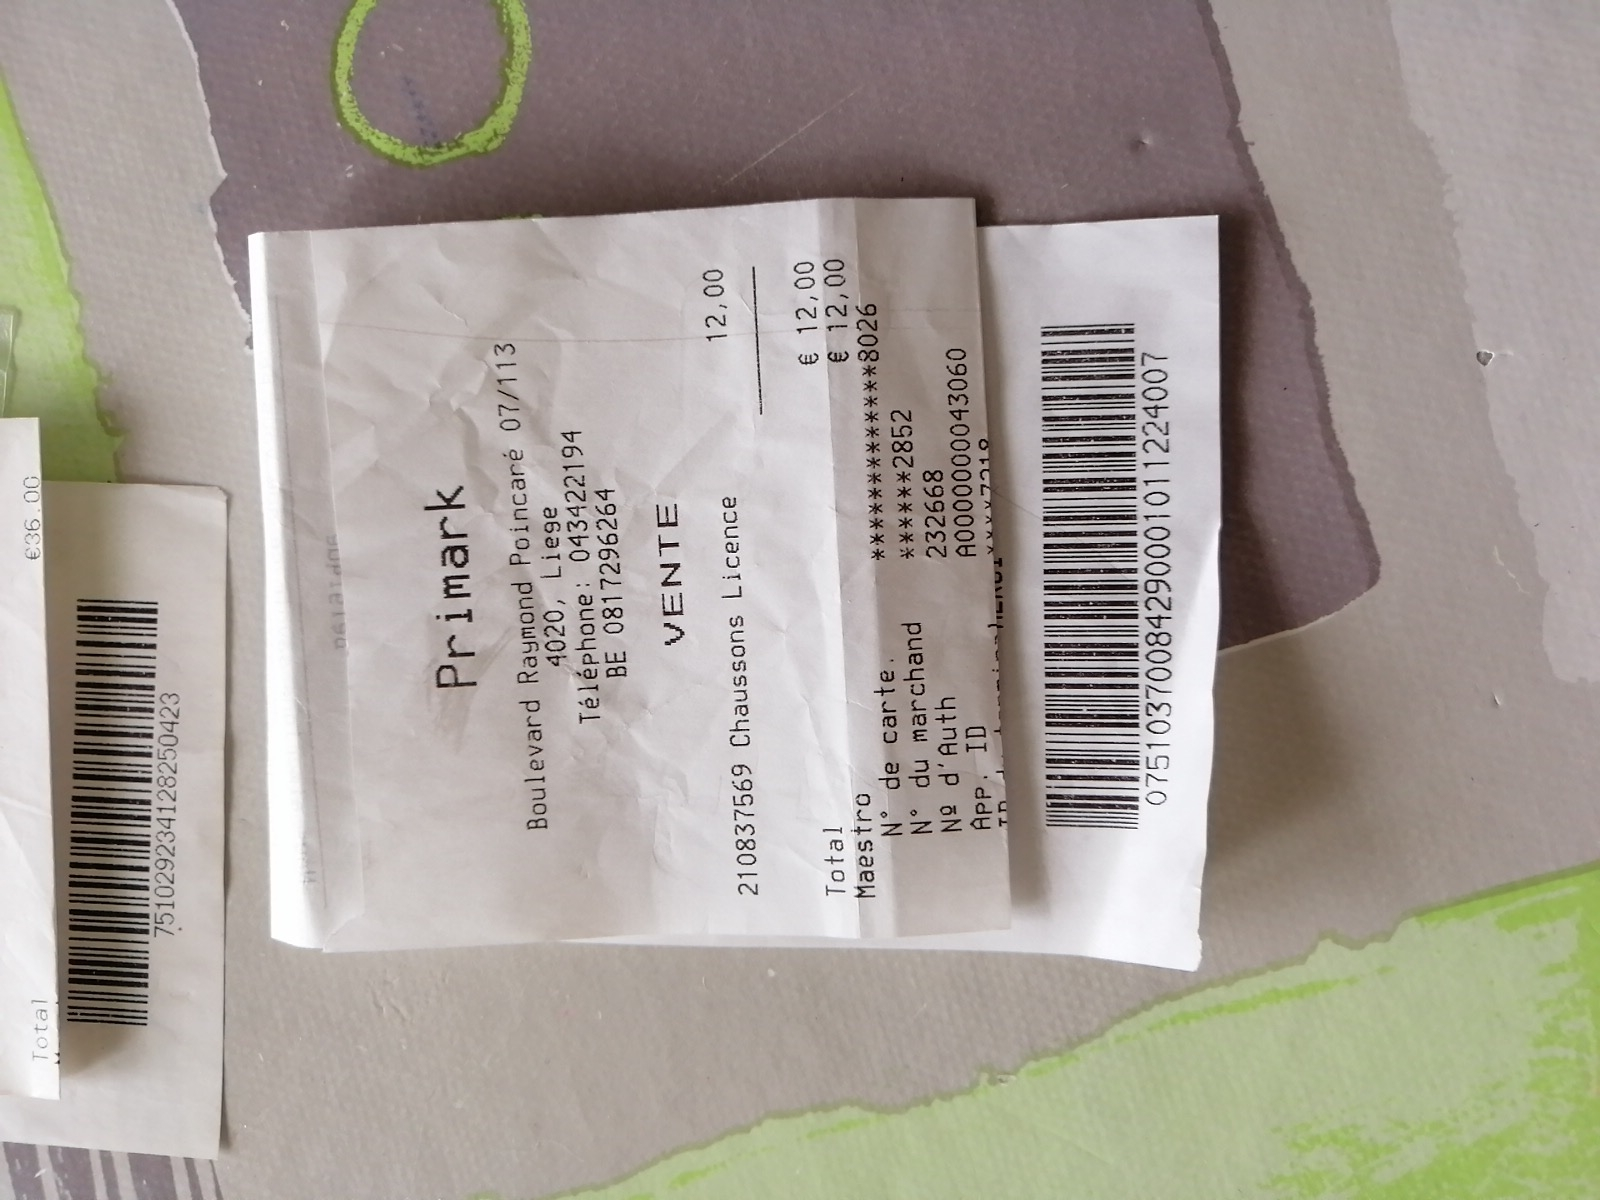 Primark
Boulevard Raymond Poincaré 07/113
4020, Liege
Téléphone: 043422194
BE 0817296264
VENTE
210837569 Chaussons Licence 12,00
Total € 12,00
Maestro € 12,00
N° de carte. ****************8026
N° du marchand ******2852
Nº d'Auth 232668
APP. ID A0000000043060
07510370084290001011224007
Total €36.00
751029234128250423